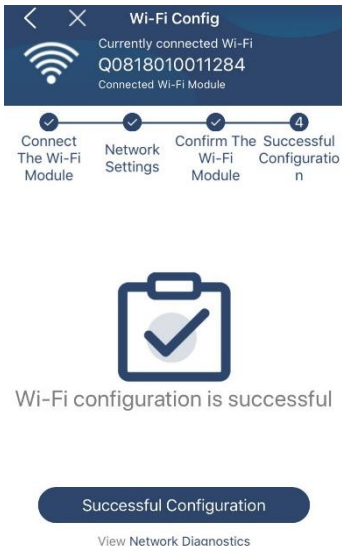 Wi-Fi Config
Currently connected Wi-Fi
Q0818010011284
Connected Wi-Fi Module
4
Connect
The Wi-Fi
Module
Network
Settings
Confirm The
Wi-Fi
Module
Successful
Configuratio
n
Wi-Fi configuration is successful
Successful Configuration
View Network Diagnostics